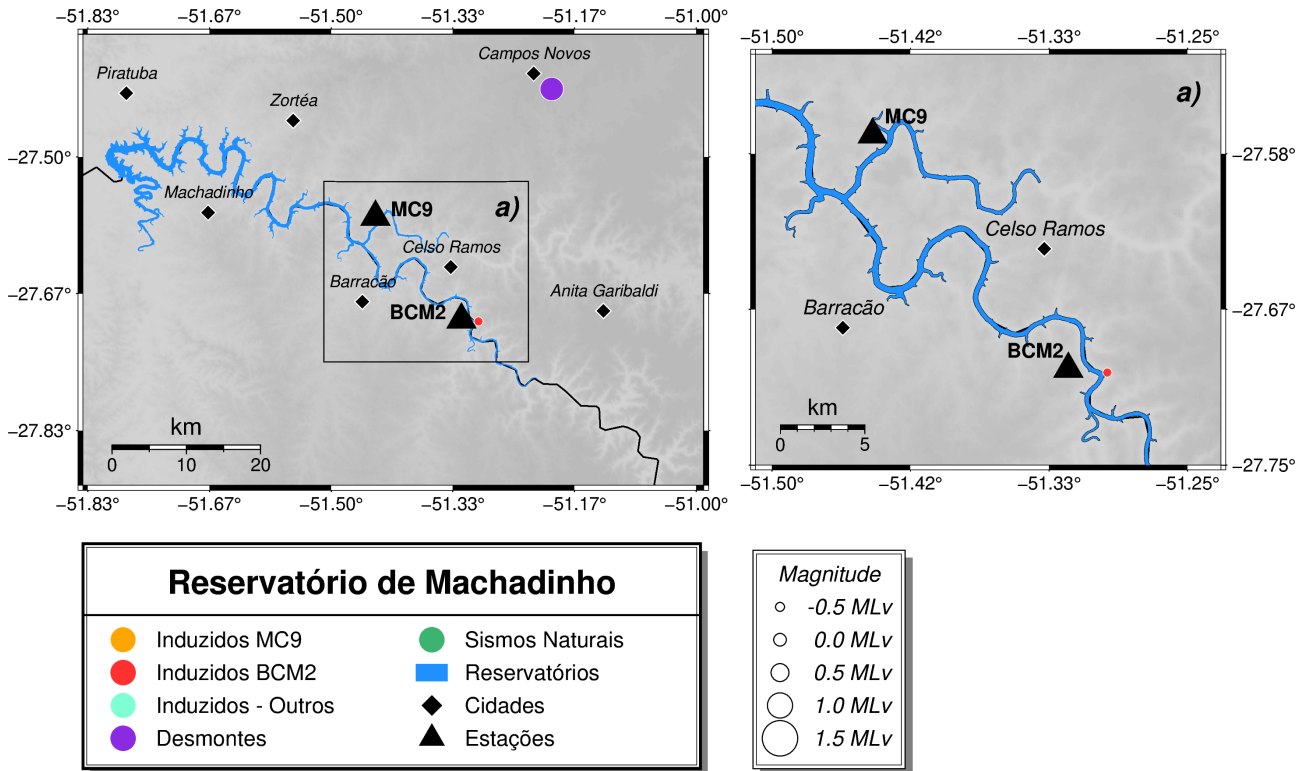 −51.83° −51.67° −51.50° −51.33° −51.17° −51.00°
Campos Novos
Piratuba
a)
Zortéa
−27.50°
Machadinho
a)
MC9
Celso Ramos
−27.67°
Barracão
Anita Garibaldi
BCM2
−27.83°
km
0 10 20
−51.83° −51.67° −51.50° −51.33° −51.17° −51.00°
−51.50° −51.42° −51.33° −51.25°
a)
MC9
−27.58°
Celso Ramos
Barracão
−27.67°
BCM2
km
0 5
−27.75°
−51.50° −51.42° −51.33° −51.25°
Reservatório de Machadinho
Induzidos MC9
Induzidos BCM2
Induzidos - Outros
Desmontes
Sismos Naturais
Reservatórios
Cidades
Estações
Magnitude
-0.5 MLv
0.0 MLv
0.5 MLv
1.0 MLv
1.5 MLv